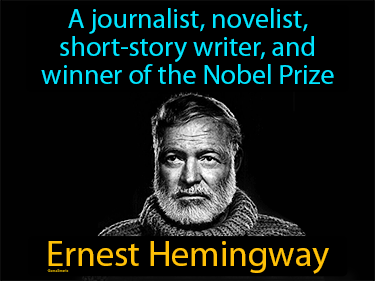 A journalist, novelist,
short-story writer, and
winner of the Nobel Prize
Ernest Hemingway